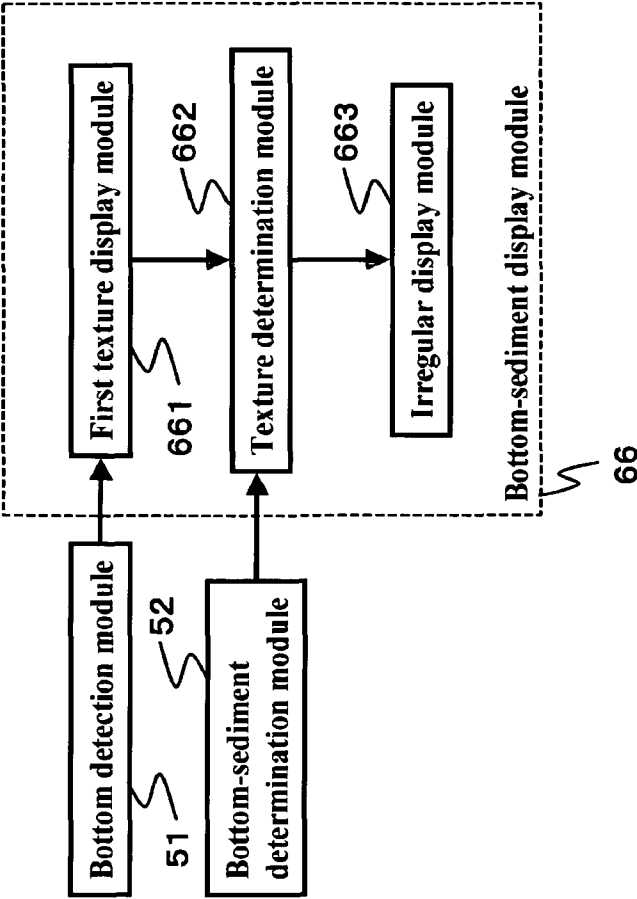 Bottom detection module
51
First texture display module
661
Bottom-sediment
determination module
52
Texture determination module
662
Irregular display module
663
Bottom-sediment display module
66